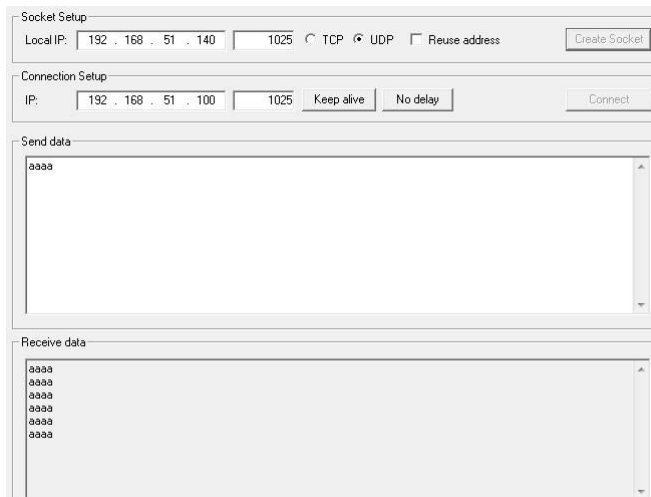 Socket Setup
Local IP: 192 . 168 . 51 . 140 1025 TCP UDP Reuse address Create Socket
Connection Setup
IP: 192 . 168 . 51 . 100 1025 Keep alive No delay Connect
Send data
aaaa
Receive data
aaaa
aaaa
aaaa
aaaa
aaaa
aaaa